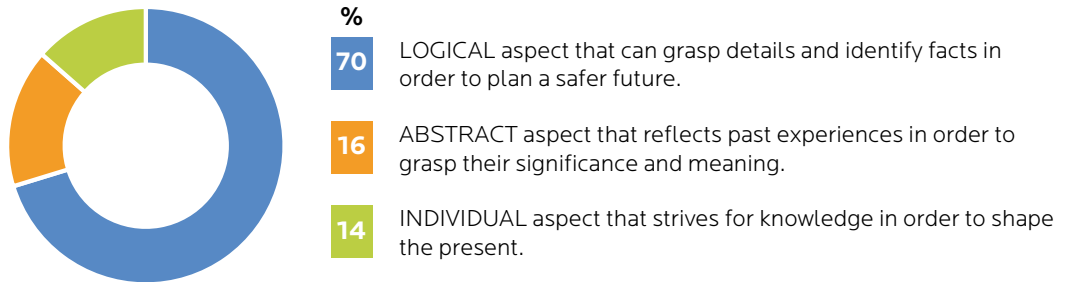 %
70
LOGICAL aspect that can grasp details and identify facts in
order to plan a safer future.
16
ABSTRACT aspect that reflects past experiences in order to
grasp their significance and meaning.
14
INDIVIDUAL aspect that strives for knowledge in order to shape
the present.